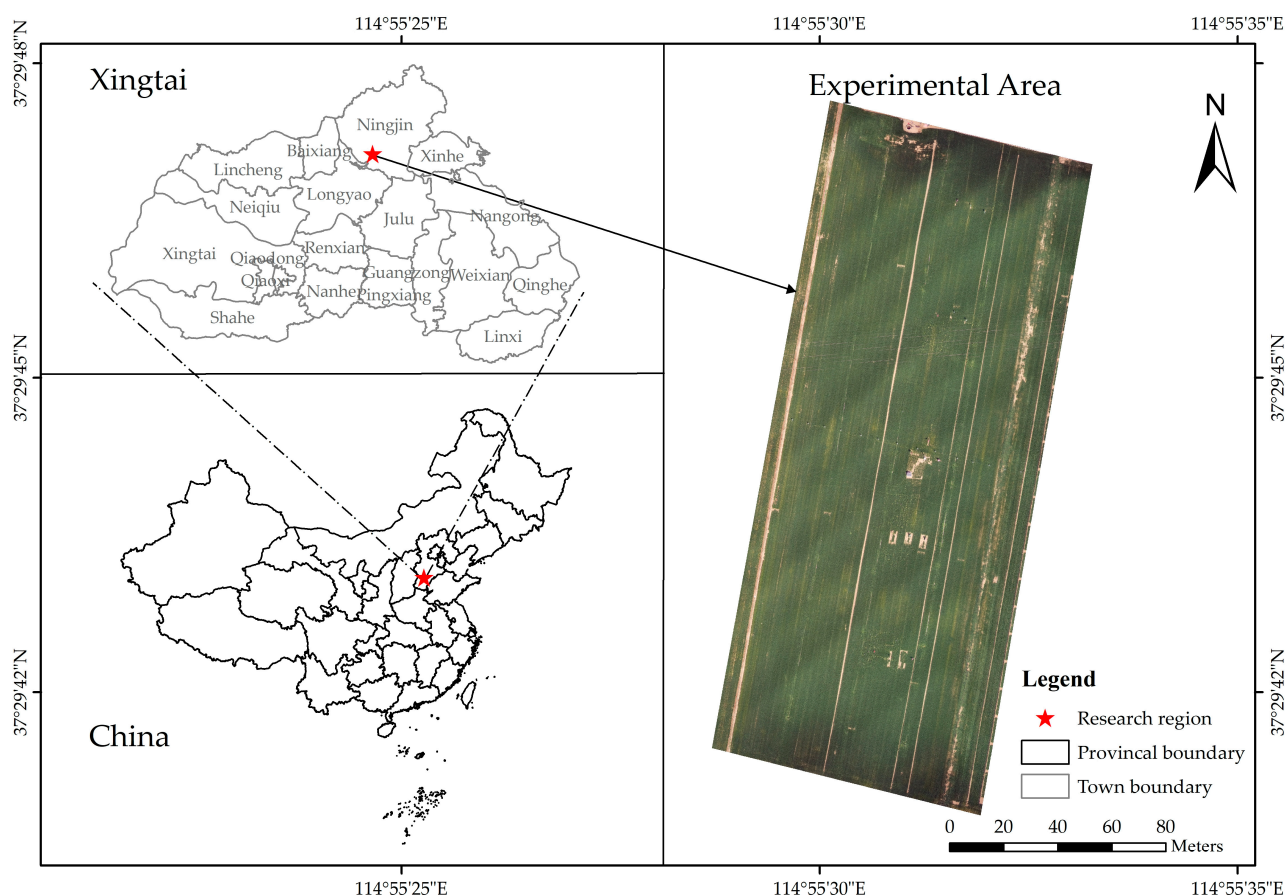 114°55'25"E
114°55'30"E
114°55'35"E
37°29'48"N
37°29'45"N
37°29'42"N
Xingtai
Ningjin
Baixiang
Xinhe
Lincheng
Longyao
Neiqiu
Julu
Nangong
Xingtai
Qiaodong
Renxian
Qiaoxi
Guangzong
Weixian
Nanhe
Pingxiang
Qinghe
Shahe
Linxi
China
Experimental Area
N
Legend
Research region
Provincal boundary
Town boundary
0 20 40 60 80
Meters
37°29'48"N
37°29'45"N
37°29'42"N
114°55'25"E
114°55'30"E
114°55'35"E